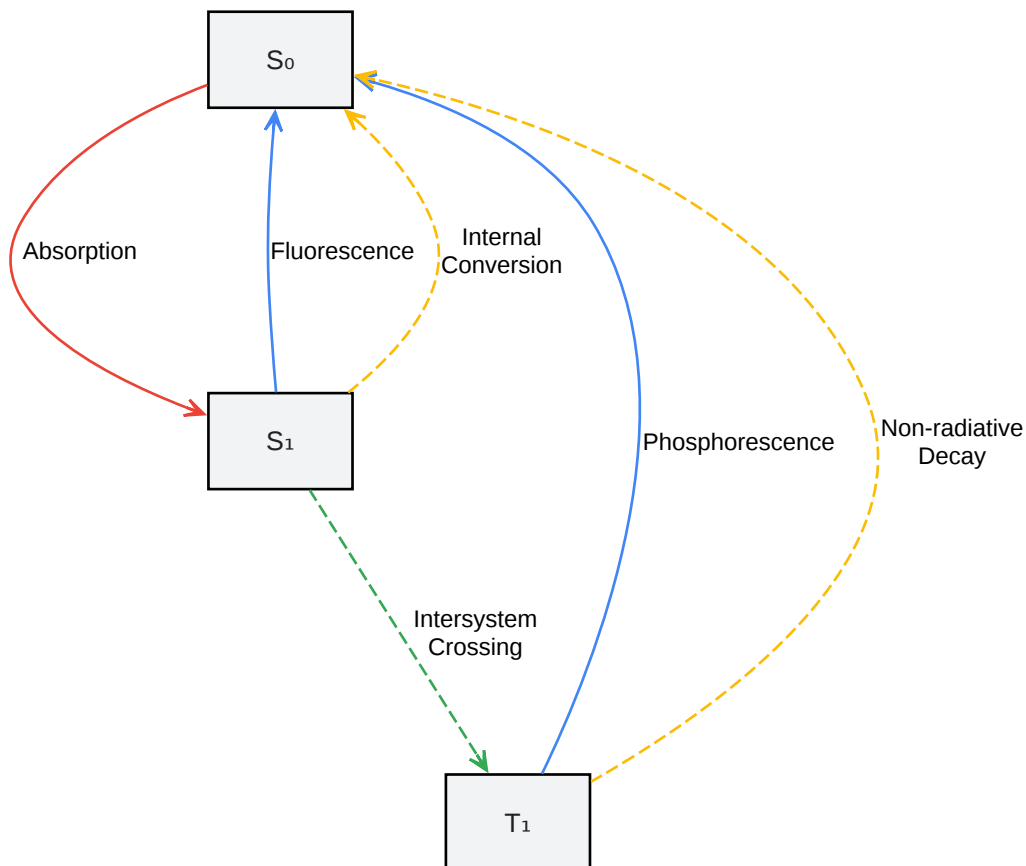 S₀
Absorption
Fluorescence
Internal
Conversion
S₁
Phosphorescence
Non-radiative
Decay
Intersystem
Crossing
T₁